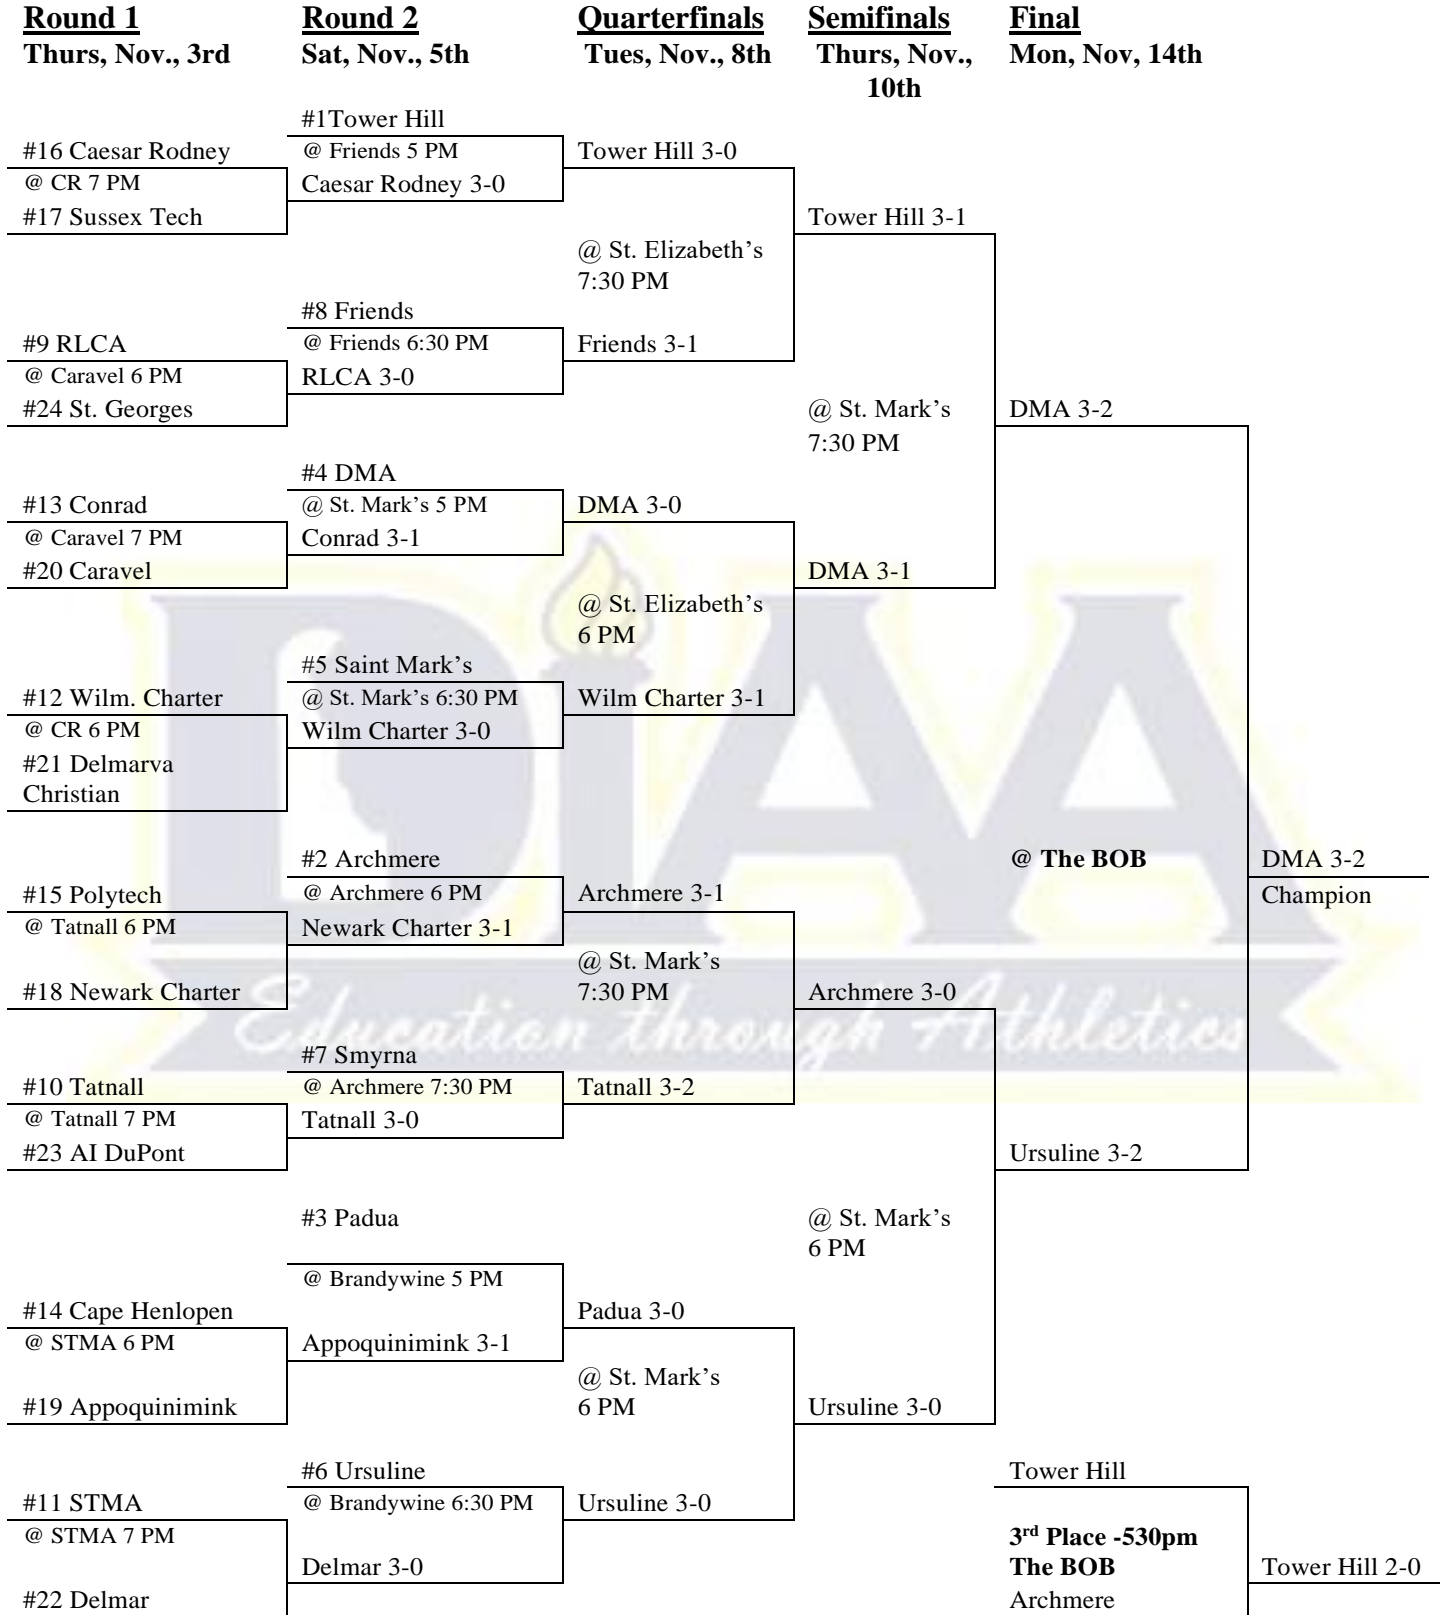 Round 1
Thurs, Nov., 3rd
Round 2
Sat, Nov., 5th
Quarterfinals
Tues, Nov., 8th
Semifinals
Thurs, Nov.,
10th
Final
Mon, Nov, 14th
#16 Caesar Rodney
@ CR 7 PM
#17 Sussex Tech
#9 RLCA
@ Caravel 6 PM
#24 St. Georges
#13 Conrad
@ Caravel 7 PM
#20 Caravel
#12 Wilm. Charter
@ CR 6 PM
#21 Delmarva
Christian
#15 Polytech
@ Tatnall 6 PM
#18 Newark Charter
#10 Tatnall
@ Tatnall 7 PM
#23 AI DuPont
#14 Cape Henlopen
@ STMA 6 PM
#19 Appoquinimink
#11 STMA
@ STMA 7 PM
#22 Delmar
#1Tower Hill
@ Friends 5 PM
Caesar Rodney 3-0
#8 Friends
@ Friends 6:30 PM
RLCA 3-0
#4 DMA
@ St. Mark’s 5 PM
Conrad 3-1
#5 Saint Mark’s
@ St. Mark’s 6:30 PM
Wilm Charter 3-0
#2 Archmere
@ Archmere 6 PM
Newark Charter 3-1
#7 Smyrna
@ Archmere 7:30 PM
Tatnall 3-0
#3 Padua
@ Brandywine 5 PM
Appoquinimink 3-1
#6 Ursuline
@ Brandywine 6:30 PM
Delmar 3-0
Tower Hill 3-0
@ St. Elizabeth’s
7:30 PM
Friends 3-1
DMA 3-0
@ St. Elizabeth’s
6 PM
Wilm Charter 3-1
Archmere 3-1
@ St. Mark’s
7:30 PM
Tatnall 3-2
Padua 3-0
@ St. Mark’s
6 PM
Ursuline 3-0
Tower Hill 3-1
@ St. Mark’s
7:30 PM
DMA 3-1
Archmere 3-0
@ St. Mark’s
6 PM
Ursuline 3-0
DMA 3-2
@ The BOB
Ursuline 3-2
DMA 3-2
Champion
Tower Hill
3rd Place -530pm
The BOB
Archmere
Tower Hill 2-0
DIAA
Education through Athletics